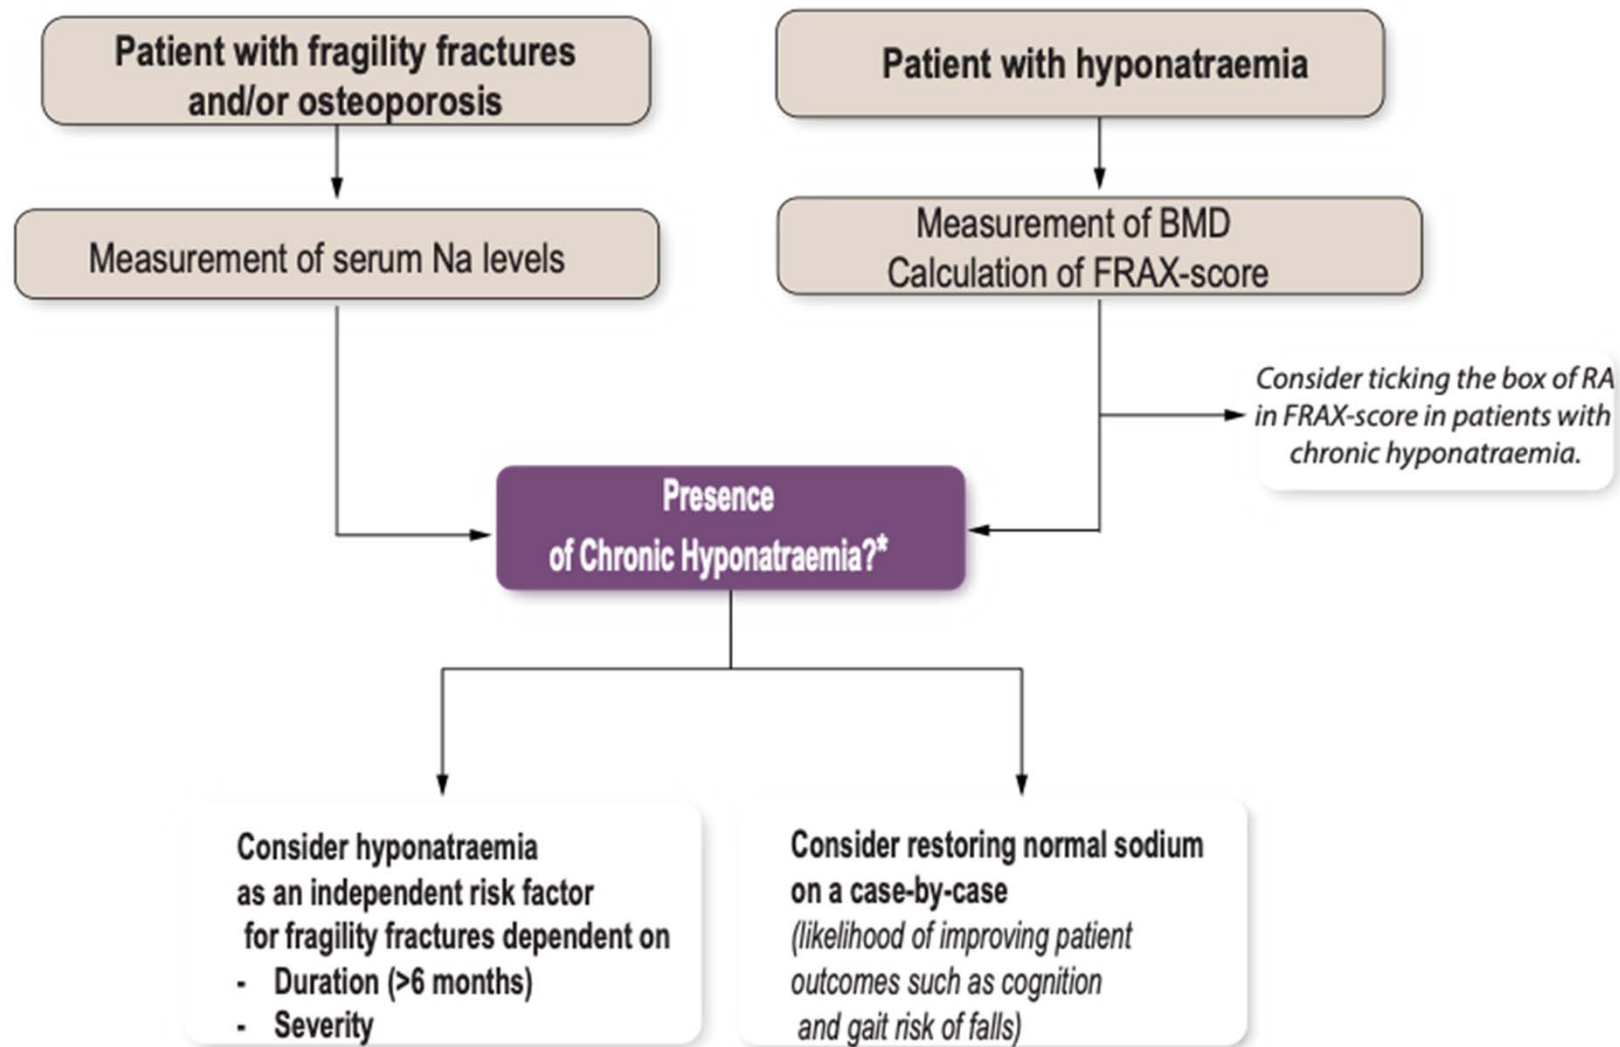 Patient with fragility fractures
and/or osteoporosis
Patient with hyponatraemia
Measurement of serum Na levels
Measurement of BMD
Calculation of FRAX-score
Consider ticking the box of RA
in FRAX-score in patients with
chronic hyponatraemia.
Presence
of Chronic Hyponatraemia?*
Consider hyponatraemia
as an independent risk factor
for fragility fractures dependent on
- Duration (>6 months)
- Severity
Consider restoring normal sodium
on a case-by-case
(likelihood of improving patient
outcomes such as cognition
and gait risk of falls)